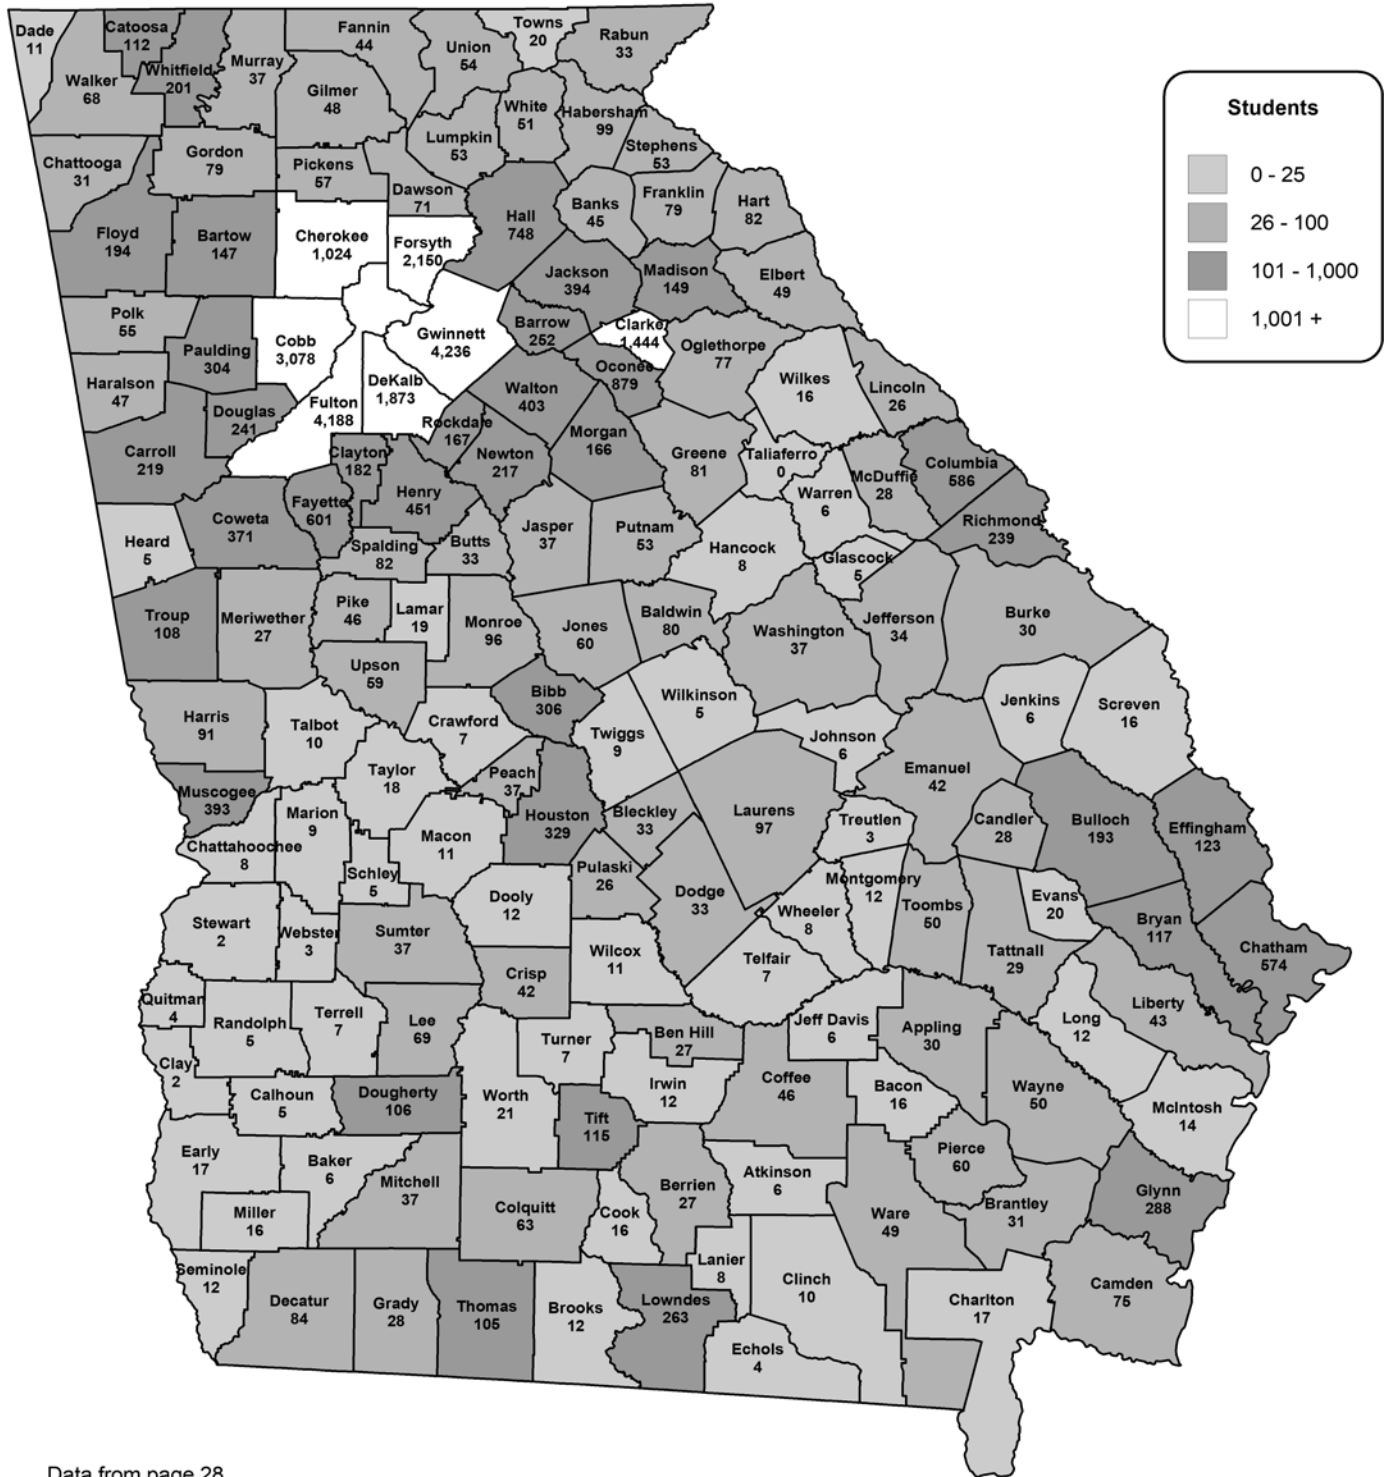 Dade
11
Catoosa
112
Whitfield
201
Walker
68
Murray
37
Fannin
44
Gilmer
48
Union
54
Towns
20
Rabun
33
White
51
Habersham
99
Lumpkin
53
Stephens
53
Chattooga
31
Gordon
79
Pickens
57
Dawson
71
Hall
748
Banks
45
Franklin
79
Hart
82
Floyd
194
Bartow
147
Cherokee
1,024
Forsyth
2,150
Jackson
394
Madison
149
Elbert
49
Polk
55
Paulding
304
Cobb
3,078
Gwinnett
4,236
Barrow
252
Clarke
1,444
Oglethorpe
77
Oconee
879
Wilkes
16
Lincoln
26
Haralson
47
Douglas
241
Fulton
4,188
DeKalb
1,873
Walton
403
Rockdale
167
Carroll
219
Clayton
182
Newton
217
Morgan
166
Greene
81
Taliaferro
0
McDuffie
28
Columbia
586
Warren
6
Richmond
239
Heard
5
Coweta
371
Fayette
601
Henry
451
Spalding
82
Butts
33
Jasper
37
Putnam
53
Hancock
8
Glascock
5
Troup
108
Meriwether
27
Pike
46
Lamar
19
Monroe
96
Jones
60
Baldwin
80
Washington
37
Jefferson
34
Burke
30
Upson
59
Bibb
306
Wilkinson
5
Jenkins
6
Screven
16
Harris
91
Talbot
10
Crawford
7
Twiggs
9
Johnson
6
Emanuel
42
Muscogee
393
Taylor
18
Peach
37
Houston
329
Bleckley
33
Laurens
97
Treutlen
3
Candler
28
Bulloch
193
Effingham
123
Marion
9
Macon
11
Chattahoochee
8
Schley
5
Pulaski
26
Dodge
33
Montgomery
12
Dooly
12
Wheeler
8
Toombs
50
Evans
20
Bryan
117
Stewart
2
Webster
3
Sumter
37
Wilcox
11
Telfair
7
Tattnall
29
Chatham
574
Crisp
42
Quitman
4
Randolph
5
Terrell
7
Lee
69
Turner
7
Ben Hill
27
Jeff Davis
6
Appling
30
Long
12
Liberty
43
Clay
2
Calhoun
5
Dougherty
106
Worth
21
Tift
115
Irwin
12
Coffee
46
Bacon
16
Wayne
50
McIntosh
14
Early
17
Baker
6
Mitchell
37
Colquitt
63
Cook
16
Berrien
27
Atkinson
6
Pierce
60
Brantley
31
Glynn
288
Miller
16
Ware
49
Seminole
12
Decatur
84
Grady
28
Thomas
105
Brooks
12
Lowndes
263
Lanier
8
Clinch
10
Charlton
17
Camden
75
Echols
4
Students
0 - 25
26 - 100
101 - 1,000
1,001 +
Data from page 28